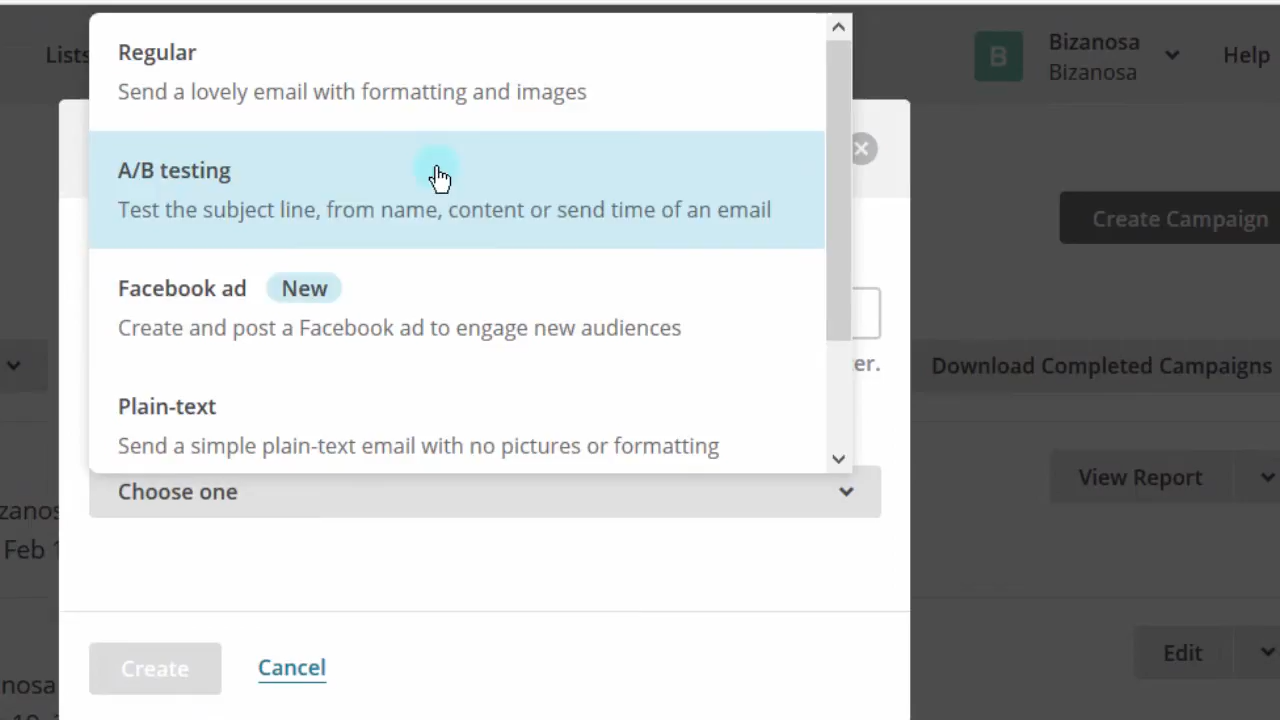 Lists
Bizanosa
Bizanosa
Help
B
Regular
Send a lovely email with formatting and images
A/B testing
Test the subject line, from name, content or send time of an email
Create Campaign
Facebook ad New
Create and post a Facebook ad to engage new audiences
er.
Download Completed Campaigns
Plain-text
Send a simple plain-text email with no pictures or formatting
Choose one
View Report
zanos
Feb 1
Create
Cancel
Edit
nosa